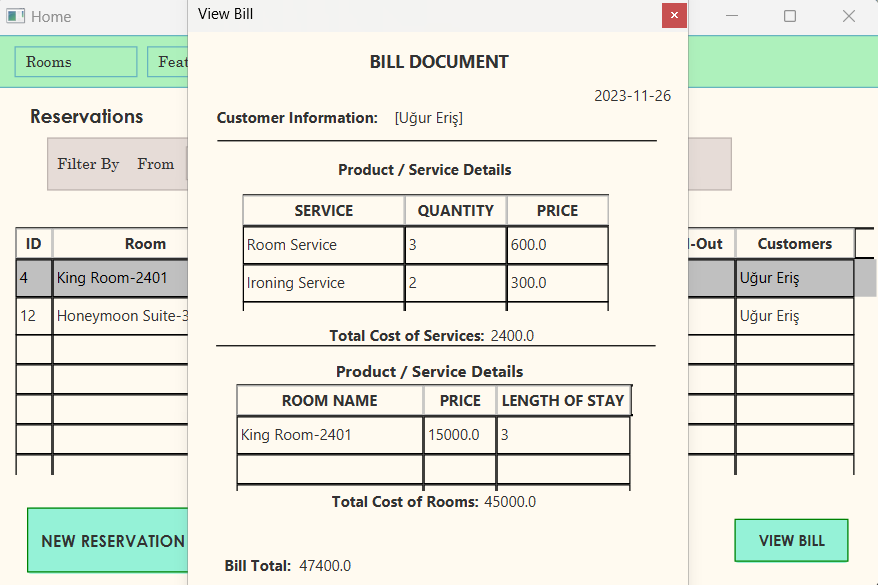 Home
View Bill
Rooms
Feat
Reservations
Filter By From
ID Room -Out Customers
4 King Room-2401 Uğur Eriş
12 Honeymoon Suite-3 Uğur Eriş
NEW RESERVATION
VIEW BILL
BILL DOCUMENT
2023-11-26
Customer Information: [Uğur Eriş]
Product / Service Details
SERVICE QUANTITY PRICE
Room Service 3 600.0
Ironing Service 2 300.0
Total Cost of Services: 2400.0
Product / Service Details
ROOM NAME PRICE LENGTH OF STAY
King Room-2401 15000.0 3
Total Cost of Rooms: 45000.0
Bill Total: 47400.0